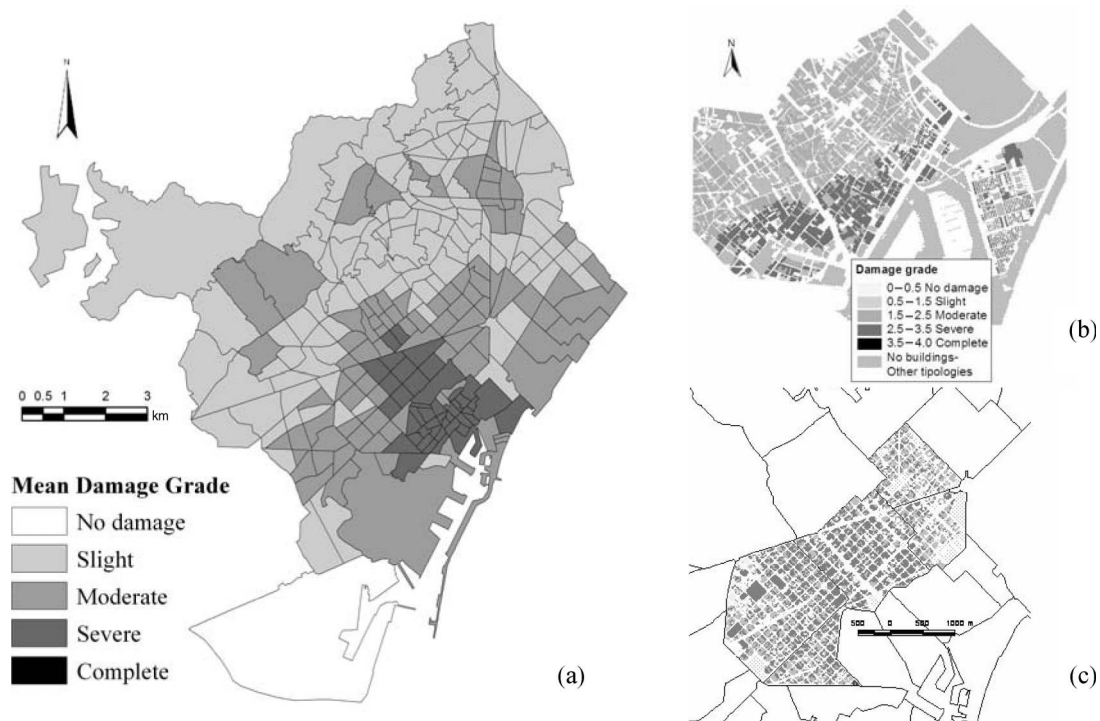 N
0 0.5 1 2 3
km
Mean Damage Grade
No damage
Slight
Moderate
Severe
Complete
(a)
N
Damage grade
0–0.5 No damage
0.5–1.5 Slight
1.5–2.5 Moderate
2.5–3.5 Severe
3.5–4.0 Complete
No buildings-
Other tipologies
(b)
500 0 500 1000 m
(c)